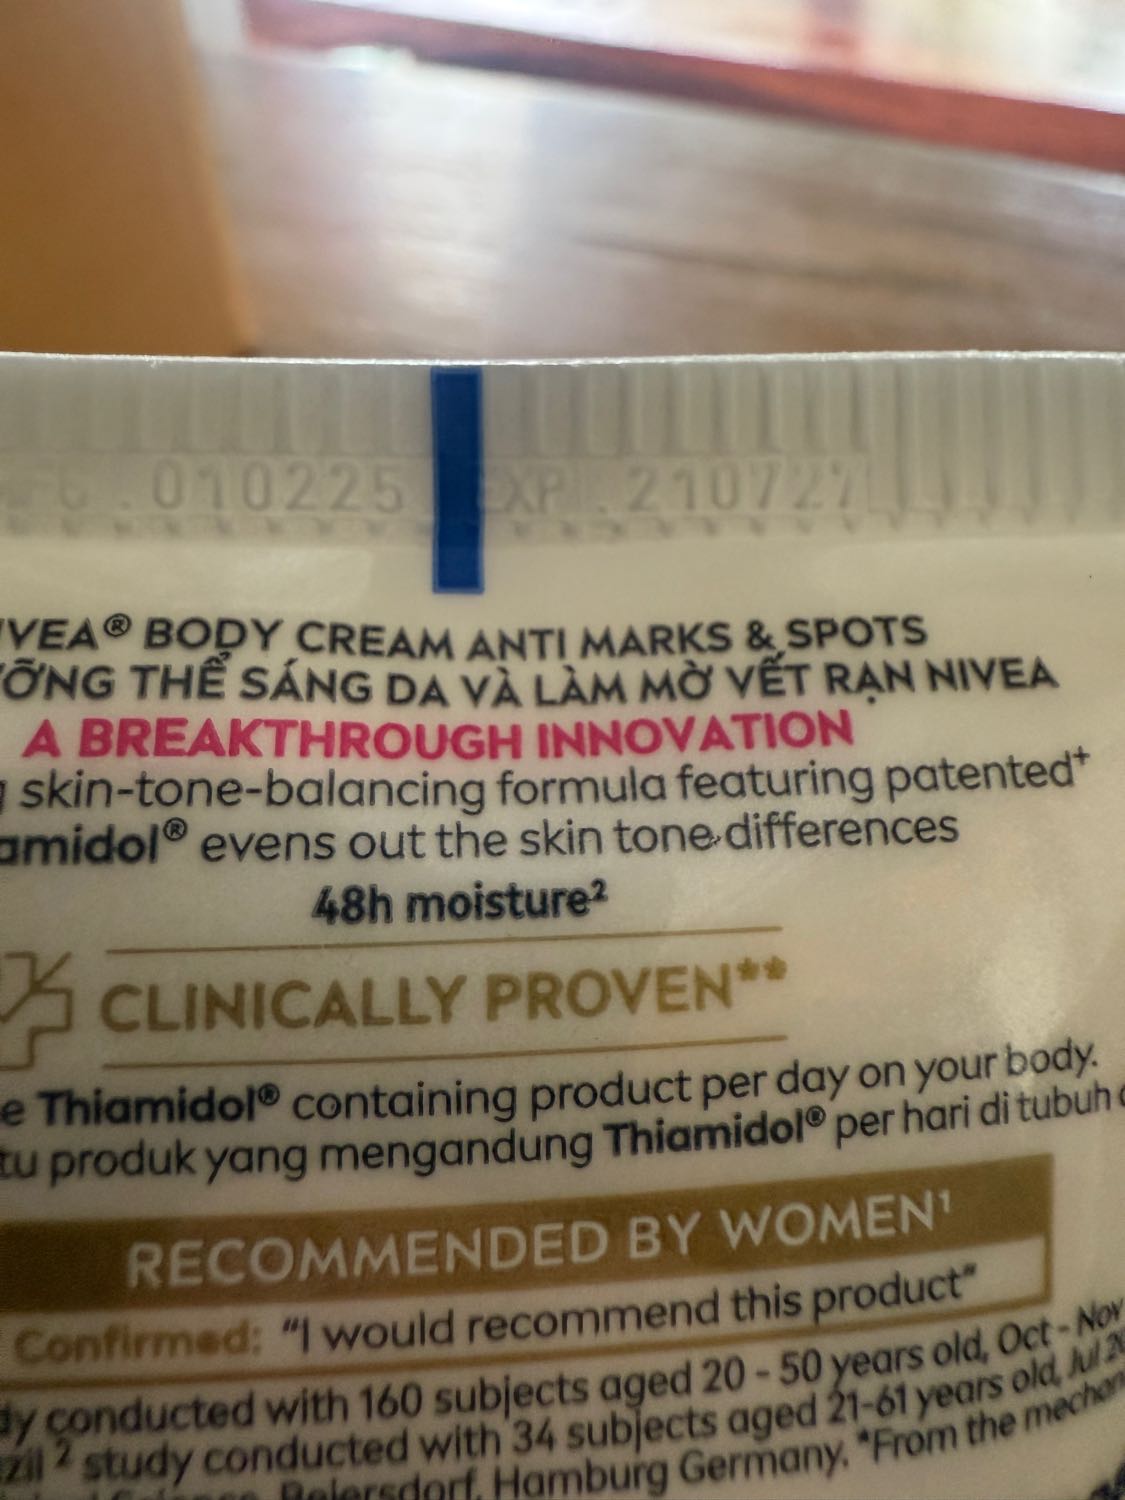 FG . 010225 EXP . 210727
IVEA® BODY CREAM ANTI MARKS & SPOTS
ƯỠNG THỂ SÁNG DA VÀ LÀM MỜ VẾT RẠN NIVEA
A BREAKTHROUGH INNOVATION
g skin-tone-balancing formula featuring patented⁺
amidol® evens out the skin tone differences
48h moisture²
CLINICALLY PROVEN**
e Thiamidol® containing product per day on your body.
tu produk yang mengandung Thiamidol® per hari di tubuh
RECOMMENDED BY WOMEN¹
Confirmed: “I would recommend this product”
dy conducted with 160 subjects aged 20 - 50 years old, Oct - Nov
zil ² study conducted with 34 subjects aged 21-61 years old, Jul
Beiersdorf, Hamburg Germany. *From the